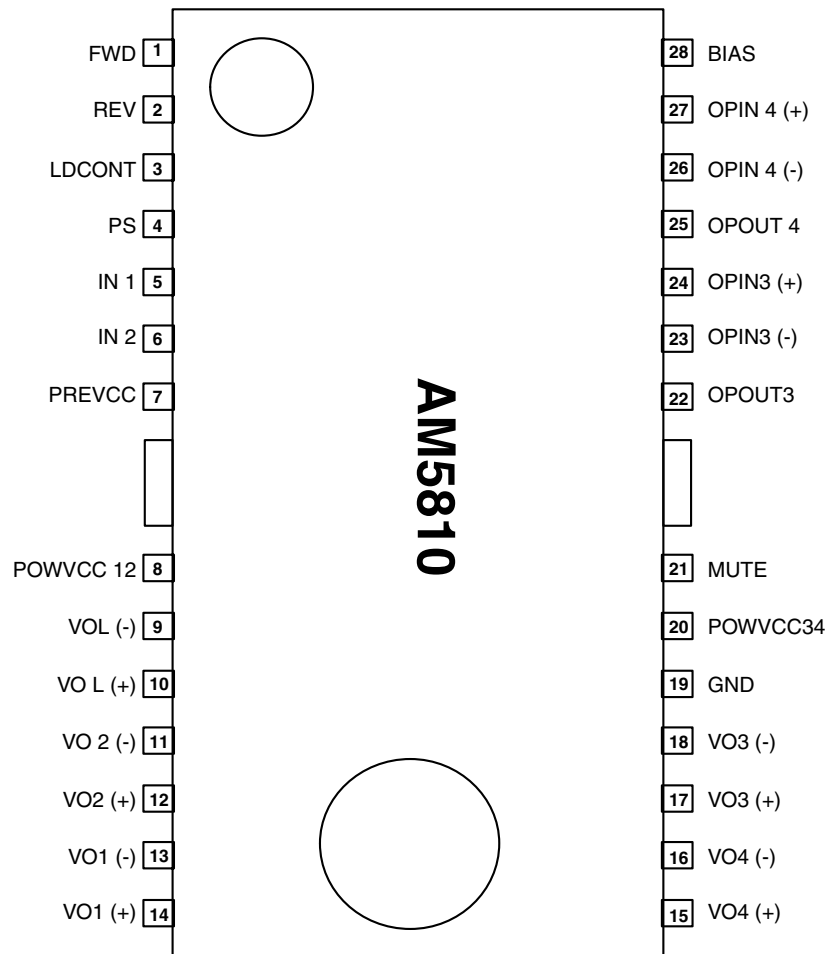 FWD 1
REV 2
LDCONT 3
PS 4
IN 1 5
IN 2 6
PREVCC 7
POWVCC 12 8
VOL (-) 9
VO L (+) 10
VO 2 (-) 11
VO2 (+) 12
VO1 (-) 13
VO1 (+) 14
AM5810
28 BIAS
27 OPIN 4 (+)
26 OPIN 4 (-)
25 OPOUT 4
24 OPIN3 (+)
23 OPIN3 (-)
22 OPOUT3
21 MUTE
20 POWVCC34
19 GND
18 VO3 (-)
17 VO3 (+)
16 VO4 (-)
15 VO4 (+)